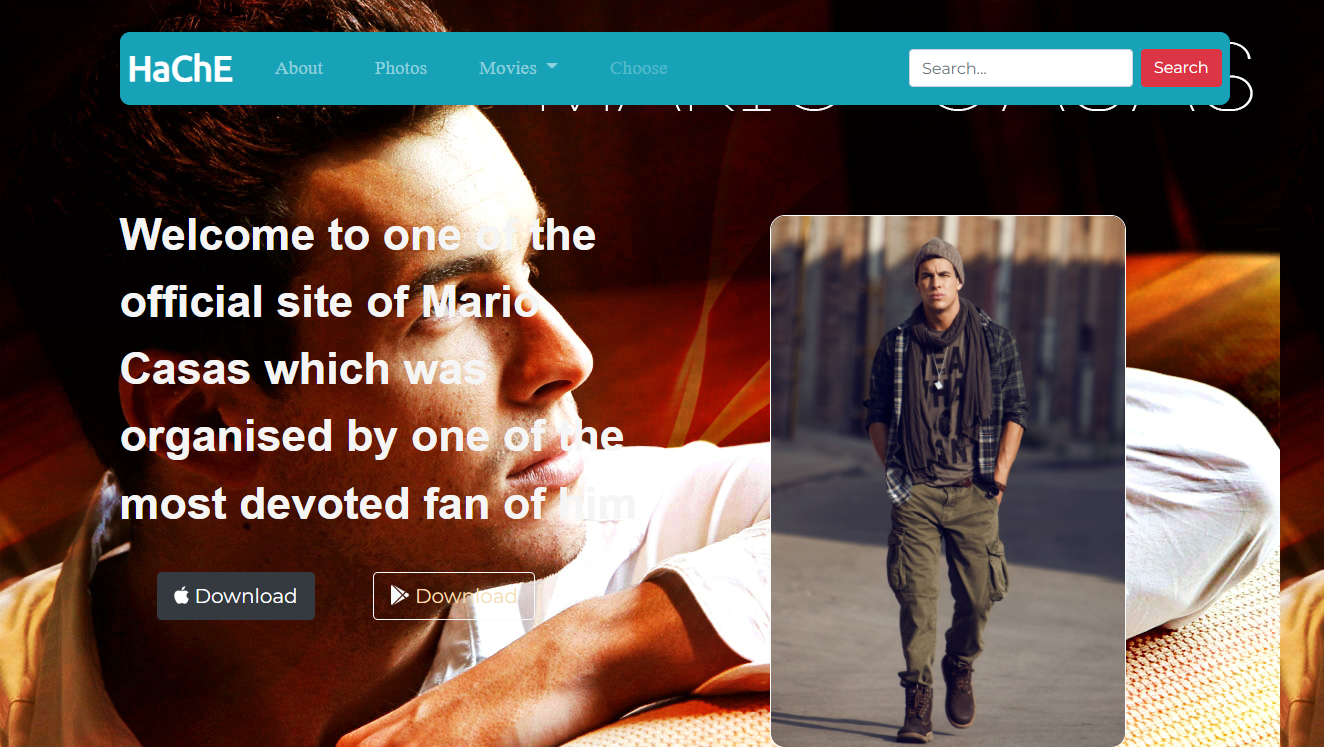 HaChE
About
Photos
Movies
Choose
Search...
Search
Welcome to one of the
official site of Mario
Casas which was
organised by one of the
most devoted fan of him
Download
Download